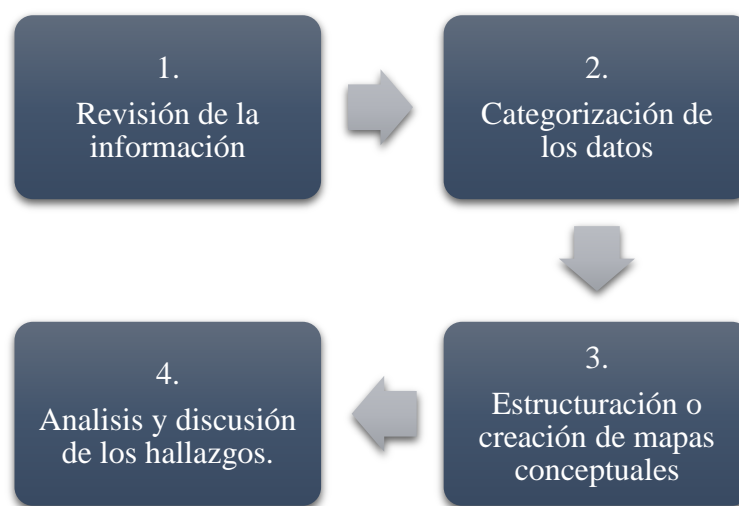 1.
Revisión de la
información
2.
Categorización de
los datos
3.
Estructuración o
creación de mapas
conceptuales
4.
Analisis y discusión
de los hallazgos.